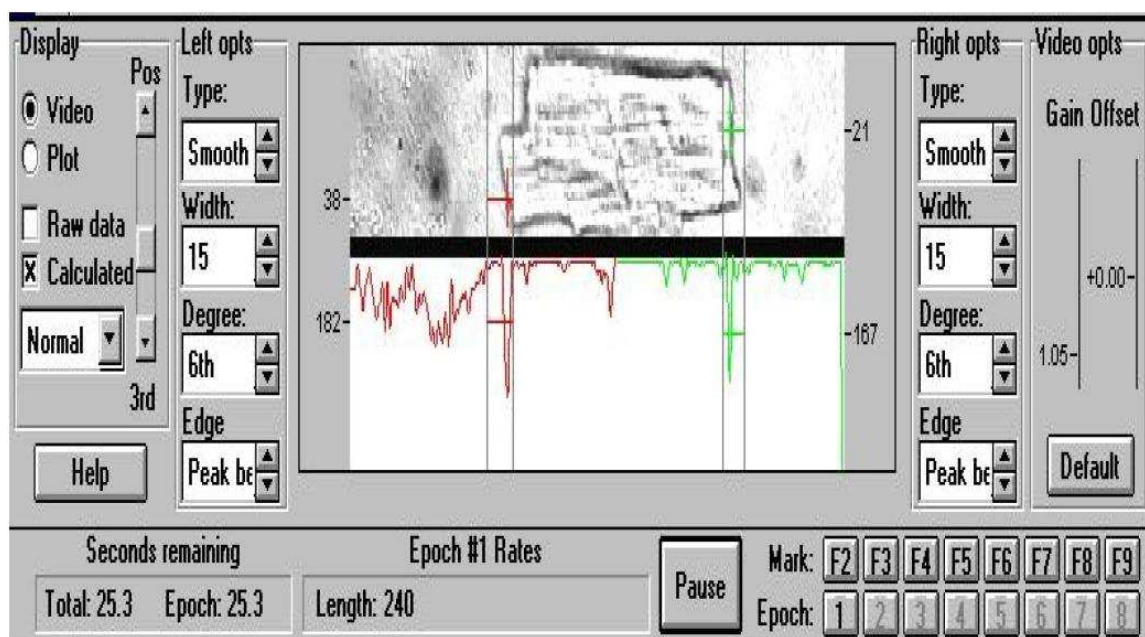 Display
Pos
Video
Plot
Raw data
Calculated
Normal
3rd
Help
Left opts
Type:
Smooth
Width:
15
Degree:
6th
Edge
Peak be
38-
182-
-21
-167
Right opts
Type:
Smooth
Width:
15
Degree:
6th
Edge
Peak be
Video opts
Gain Offset
+0.00-
1.05-
Default
Seconds remaining
Total: 25.3 Epoch: 25.3
Epoch #1 Rates
Length: 240
Pause
Mark: F2 F3 F4 F5 F6 F7 F8 F9
Epoch: 1 2 3 4 5 6 7 8